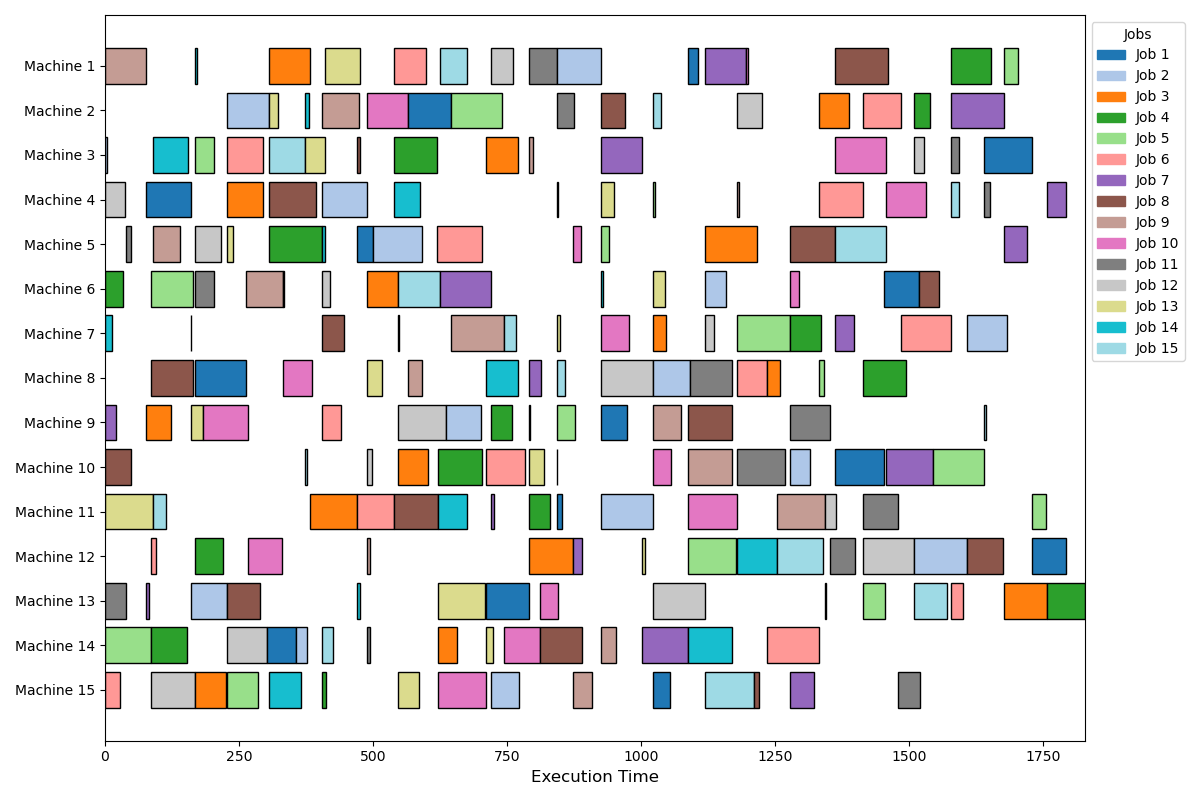 Machine 1
Machine 2
Machine 3
Machine 4
Machine 5
Machine 6
Machine 7
Machine 8
Machine 9
Machine 10
Machine 11
Machine 12
Machine 13
Machine 14
Machine 15
0 250 500 750 1000 1250 1500 1750
Execution Time
Jobs
Job 1
Job 2
Job 3
Job 4
Job 5
Job 6
Job 7
Job 8
Job 9
Job 10
Job 11
Job 12
Job 13
Job 14
Job 15